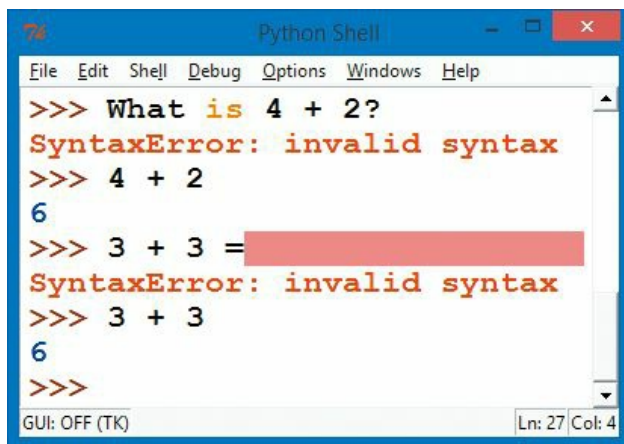 Python Shell
File Edit Shell Debug Options Windows Help
>>> What is 4 + 2?
SyntaxError: invalid syntax
>>> 4 + 2
6
>>> 3 + 3 =
SyntaxError: invalid syntax
>>> 3 + 3
6
>>>
GUI: OFF (TK) Ln: 27 Col: 4